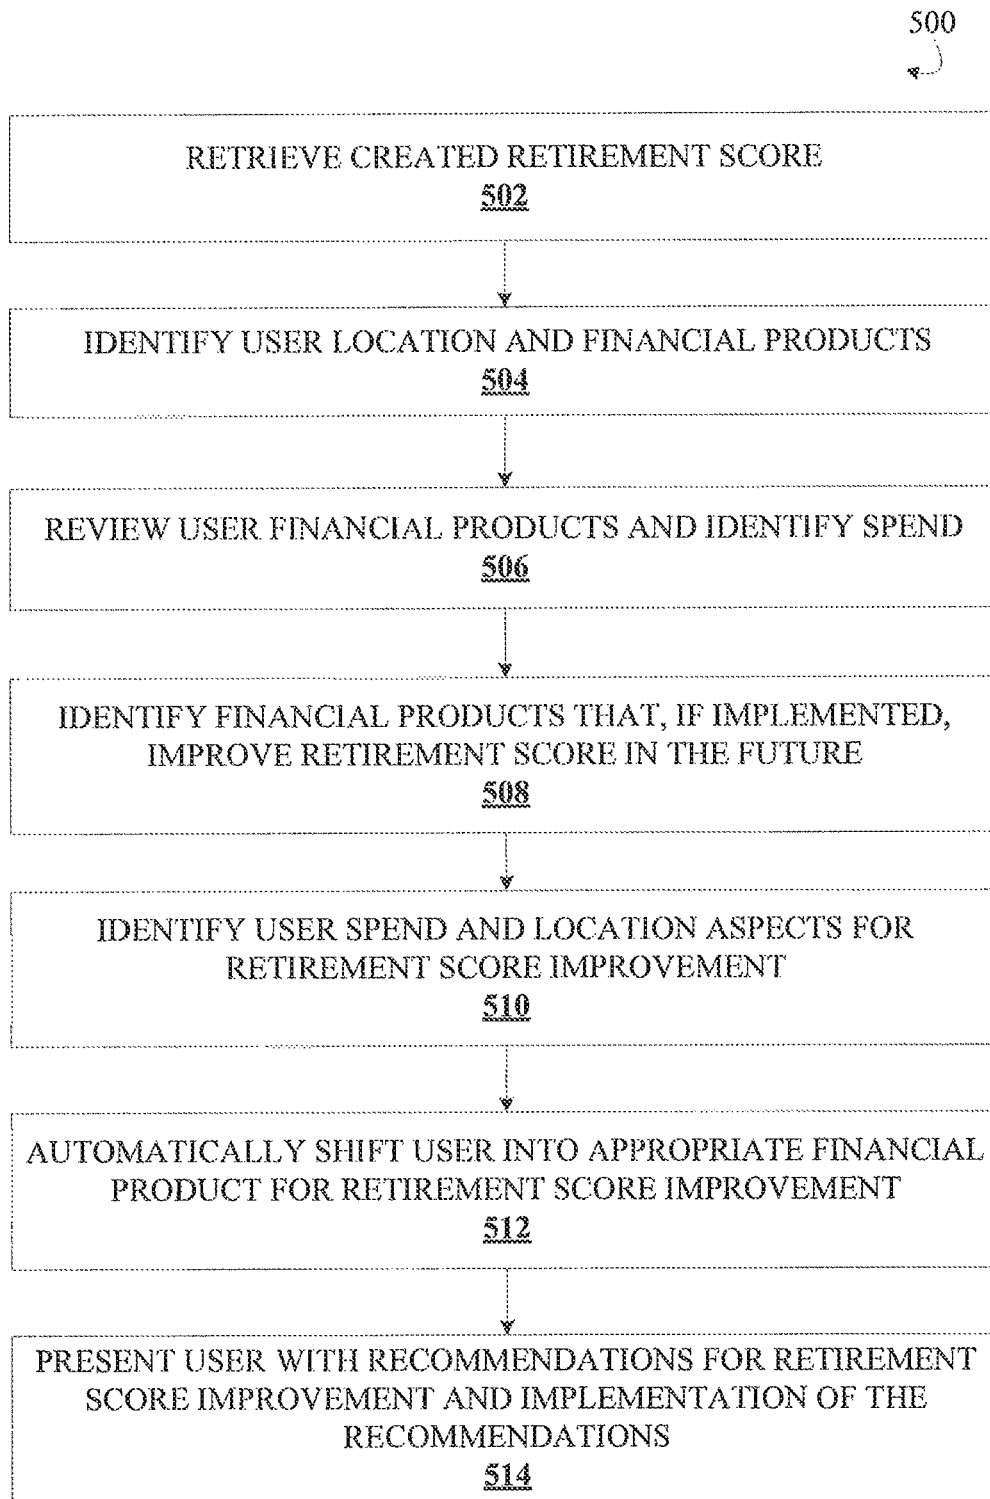 500
RETRIEVE CREATED RETIREMENT SCORE
502
IDENTIFY USER LOCATION AND FINANCIAL PRODUCTS
504
REVIEW USER FINANCIAL PRODUCTS AND IDENTIFY SPEND
506
IDENTIFY FINANCIAL PRODUCTS THAT, IF IMPLEMENTED,
IMPROVE RETIREMENT SCORE IN THE FUTURE
508
IDENTIFY USER SPEND AND LOCATION ASPECTS FOR
RETIREMENT SCORE IMPROVEMENT
510
AUTOMATICALLY SHIFT USER INTO APPROPRIATE FINANCIAL
PRODUCT FOR RETIREMENT SCORE IMPROVEMENT
512
PRESENT USER WITH RECOMMENDATIONS FOR RETIREMENT
SCORE IMPROVEMENT AND IMPLEMENTATION OF THE
RECOMMENDATIONS
514